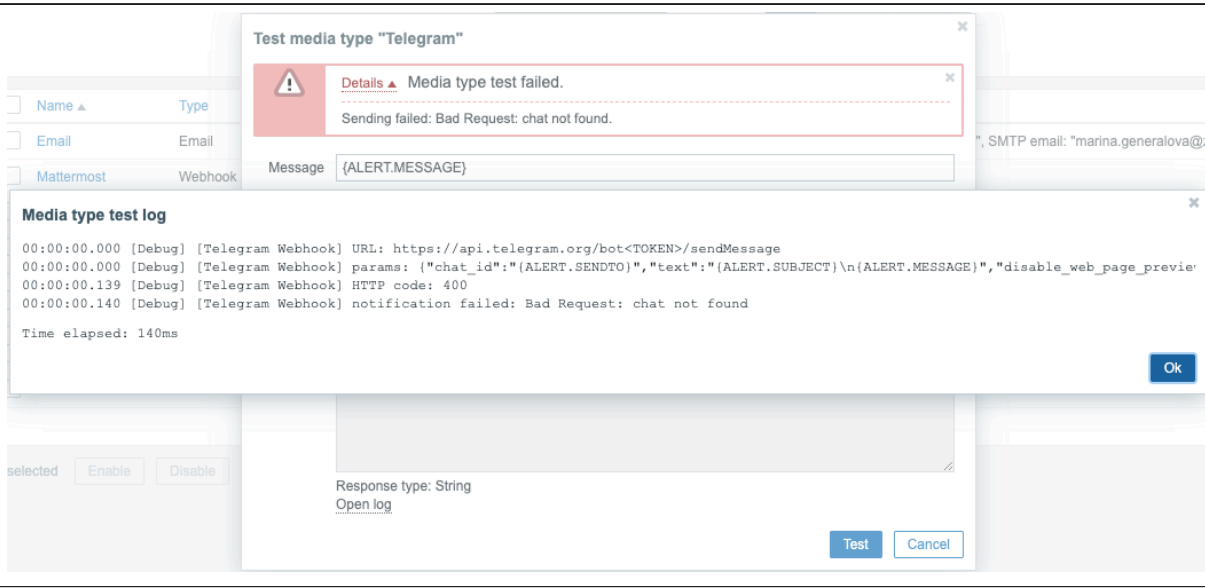 Test media type "Telegram"
Details Media type test failed.
Sending failed: Bad Request: chat not found.
Name Type
Email Email ", SMTP email: "marina.generalova@
Mattermost Webhook
Message {ALERT.MESSAGE}
Media type test log
00:00:00.000 [Debug] [Telegram Webhook] URL: https://api.telegram.org/bot<TOKEN>/sendMessage
00:00:00.000 [Debug] [Telegram Webhook] params: {"chat_id":"{ALERT.SENDTO}","text":"{ALERT.SUBJECT}\n{ALERT.MESSAGE}","disable_web_page_previe
00:00:00.139 [Debug] [Telegram Webhook] HTTP code: 400
00:00:00.140 [Debug] [Telegram Webhook] notification failed: Bad Request: chat not found
Time elapsed: 140ms
Ok
selected Enable Disable
Response type: String
Open log
Test Cancel